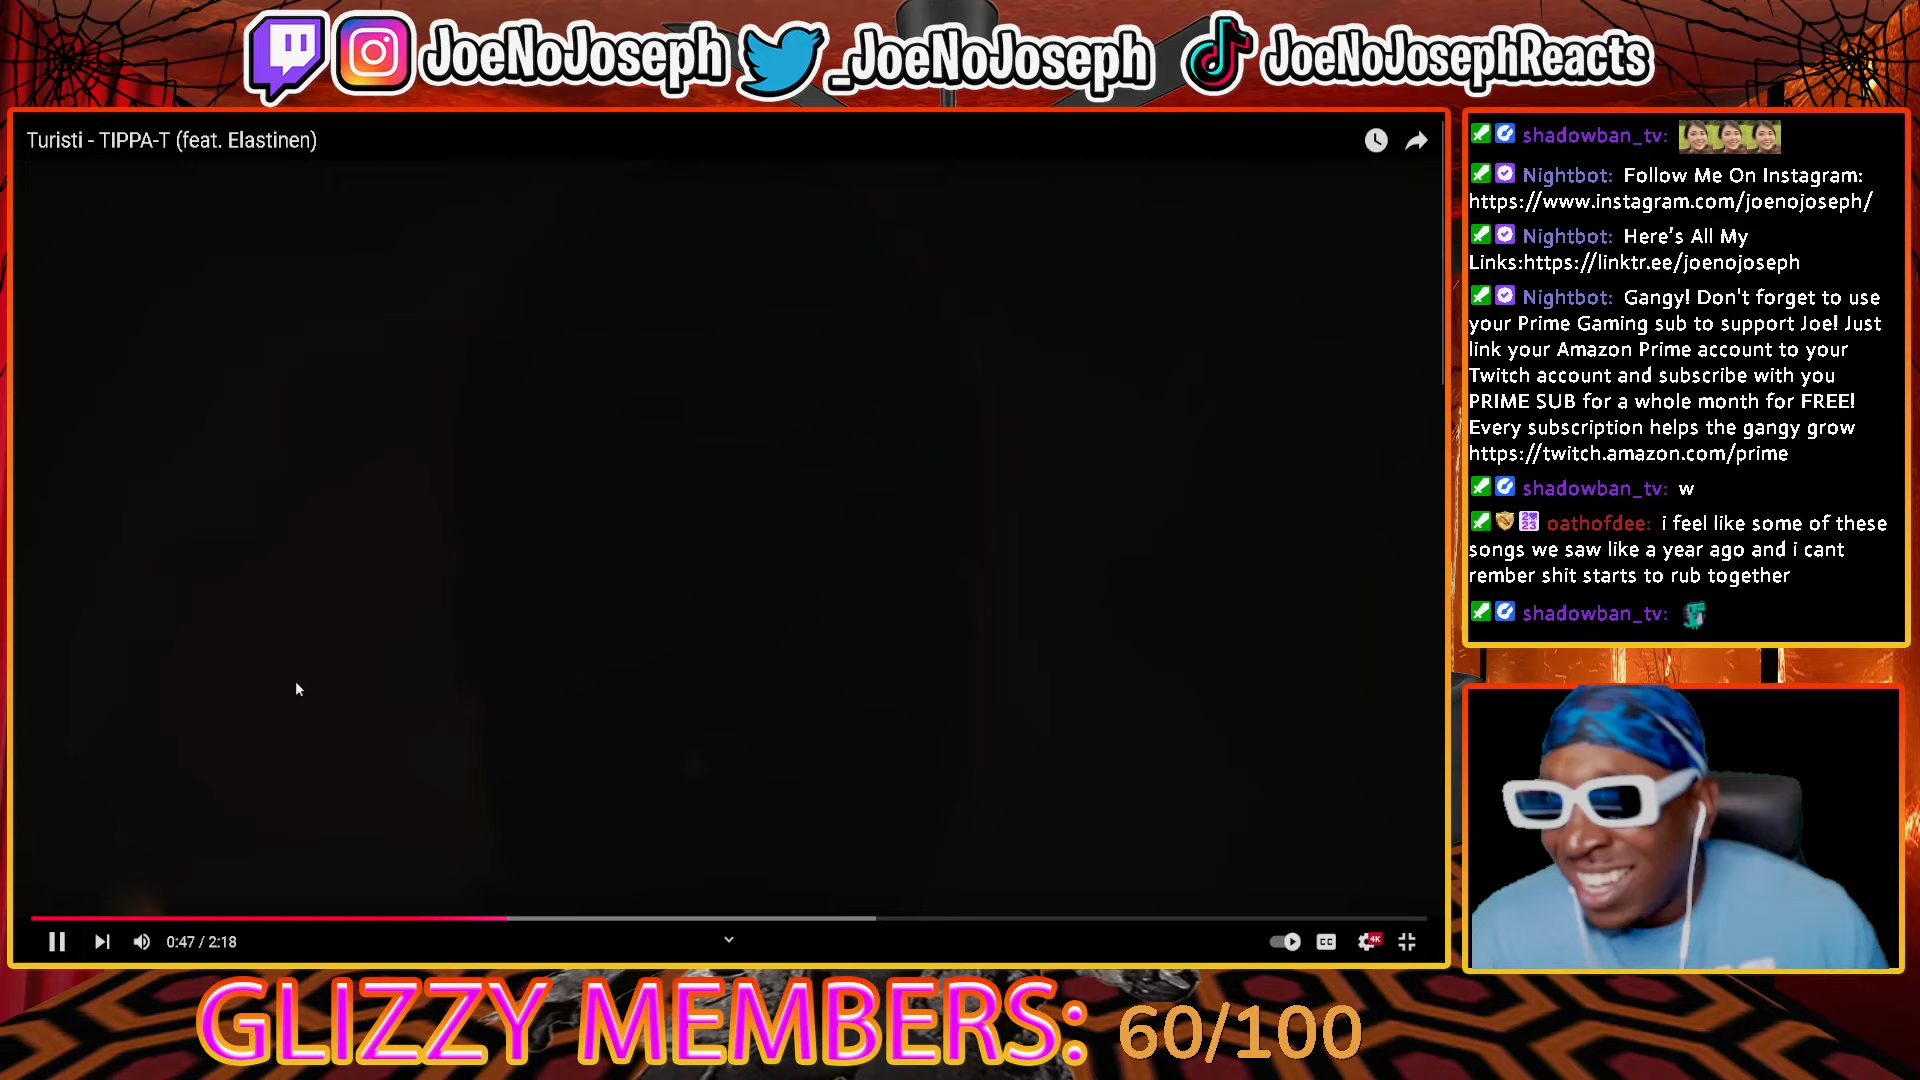 JoeNoJoseph _JoeNoJoseph JoeNoJosephReacts
Turisti - TIPPA-T (feat. Elastinen)
shadowban_tv:
Nightbot: Follow Me On Instagram:
https://www.instagram.com/joenojoseph/
Nightbot: Here's All My
Links:https://linktr.ee/joenojoseph
Nightbot: Gangy! Don't forget to use
your Prime Gaming sub to support Joe! Just
link your Amazon Prime account to your
Twitch account and subscribe with you
PRIME SUB for a whole month for FREE!
Every subscription helps the gangy grow
https://twitch.amazon.com/prime
shadowban_tv: w
oathofdee: i feel like some of these
songs we saw like a year ago and i cant
rember shit starts to rub together
shadowban_tv:
0:47 / 2:18
CC
4K
GLIZZY MEMBERS: 60/100